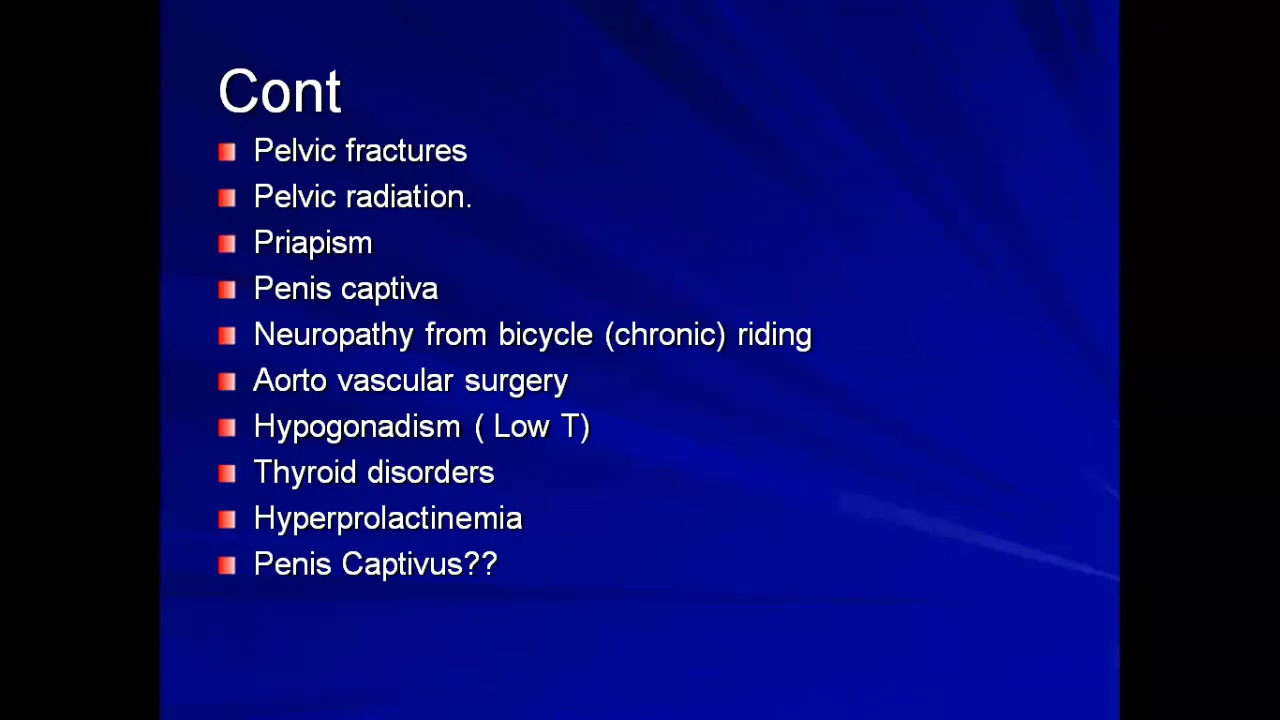 Cont
Pelvic fractures
Pelvic radiation.
Priapism
Penis captiva
Neuropathy from bicycle (chronic) riding
Aorto vascular surgery
Hypogonadism ( Low T)
Thyroid disorders
Hyperprolactinemia
Penis Captivus??